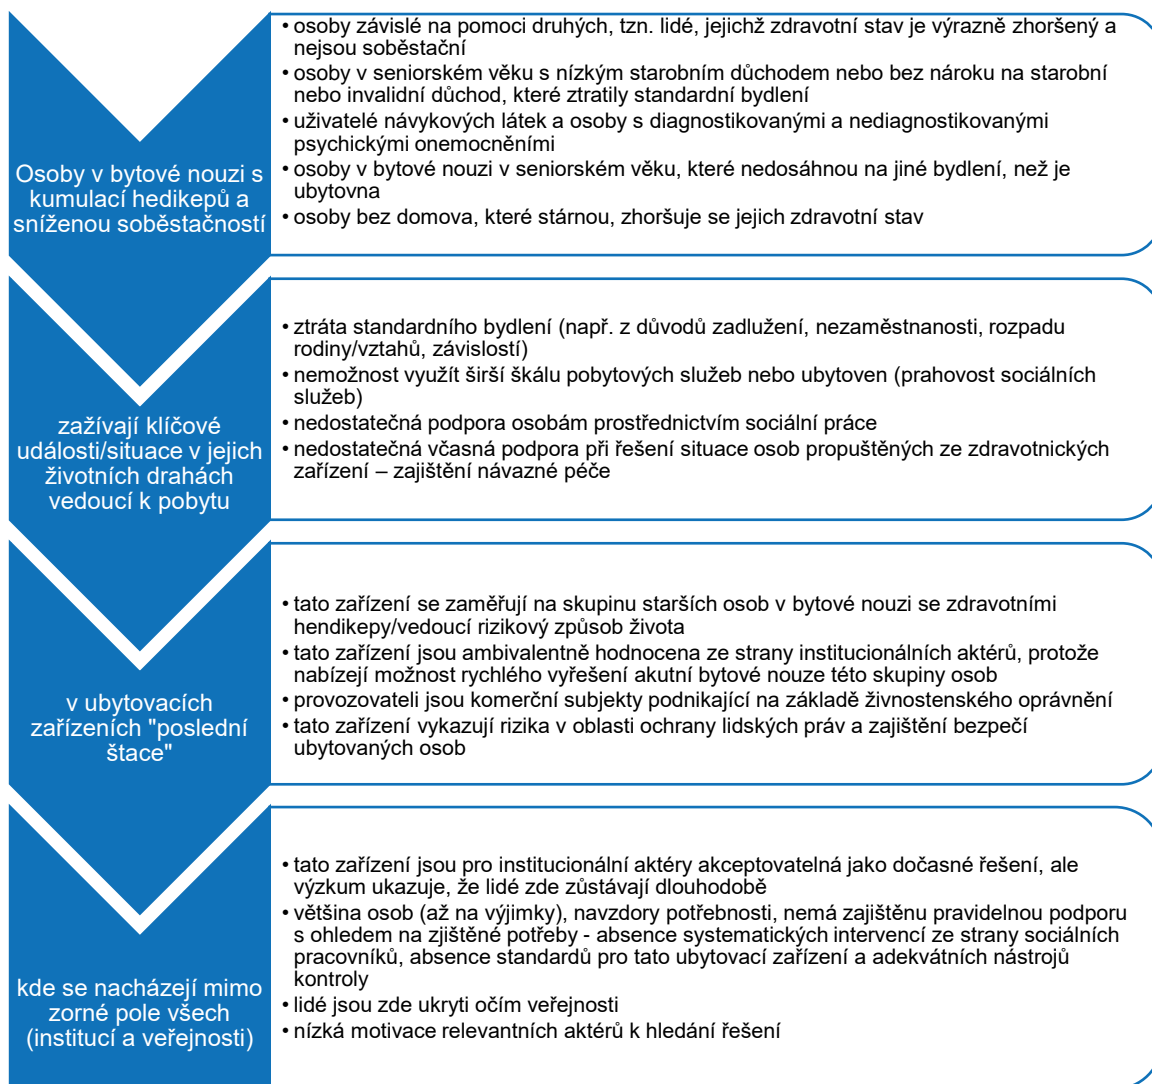 • osoby závislé na pomoci druhých, tzn. lidé, jejichž zdravotní stav je výrazně zhoršený a
nejsou soběstační
• osoby v seniorském věku s nízkým starobním důchodem nebo bez nároku na starobní
nebo invalidní důchod, které ztratily standardní bydlení
• uživatelé návykových látek a osoby s diagnostikovanými a nediagnostikovanými
psychickými onemocněními
• osoby v bytové nouzi v seniorském věku, které nedosáhnou na jiné bydlení, než je
ubytovna
• osoby bez domova, které stárnou, zhoršuje se jejich zdravotní stav
Osoby v bytové nouzi s
kumulací hedikepů a
sníženou soběstačností
• ztráta standardního bydlení (např. z důvodů zadlužení, nezaměstnanosti, rozpadu
rodiny/vztahů, závislostí)
• nemožnost využít širší škálu pobytových služeb nebo ubytoven (prahovost sociálních
služeb)
• nedostatečná podpora osobám prostřednictvím sociální práce
• nedostatečná včasná podpora při řešení situace osob propuštěných ze zdravotnických
zařízení – zajištění návazné péče
zažívají klíčové
události/situace v jejich
životních drahách
vedoucí k pobytu
• tato zařízení se zaměřují na skupinu starších osob v bytové nouzi se zdravotními
hendikepy/vedoucí rizikový způsob života
• tato zařízení jsou ambivalentně hodnocena ze strany institucionálních aktérů, protože
nabízejí možnost rychlého vyřešení akutní bytové nouze této skupiny osob
• provozovateli jsou komerční subjekty podnikající na základě živnostenského oprávnění
• tato zařízení vykazují rizika v oblasti ochrany lidských práv a zajištění bezpečí
ubytovaných osob
v ubytovacích
zařízeních "poslední
štace"
• tato zařízení jsou pro institucionální aktéry akceptovatelná jako dočasné řešení, ale
výzkum ukazuje, že lidé zde zůstávají dlouhodobě
• většina osob (až na výjimky), navzdory potřebnosti, nemá zajištěnu pravidelnou podporu
s ohledem na zjištěné potřeby - absence systematických intervencí ze strany sociálních
pracovníků, absence standardů pro tato ubytovací zařízení a adekvátních nástrojů
kontroly
• lidé jsou zde ukryti očím veřejnosti
• nízká motivace relevantních aktérů k hledání řešení
kde se nacházejí mimo
zorné pole všech
(institucí a veřejnosti)